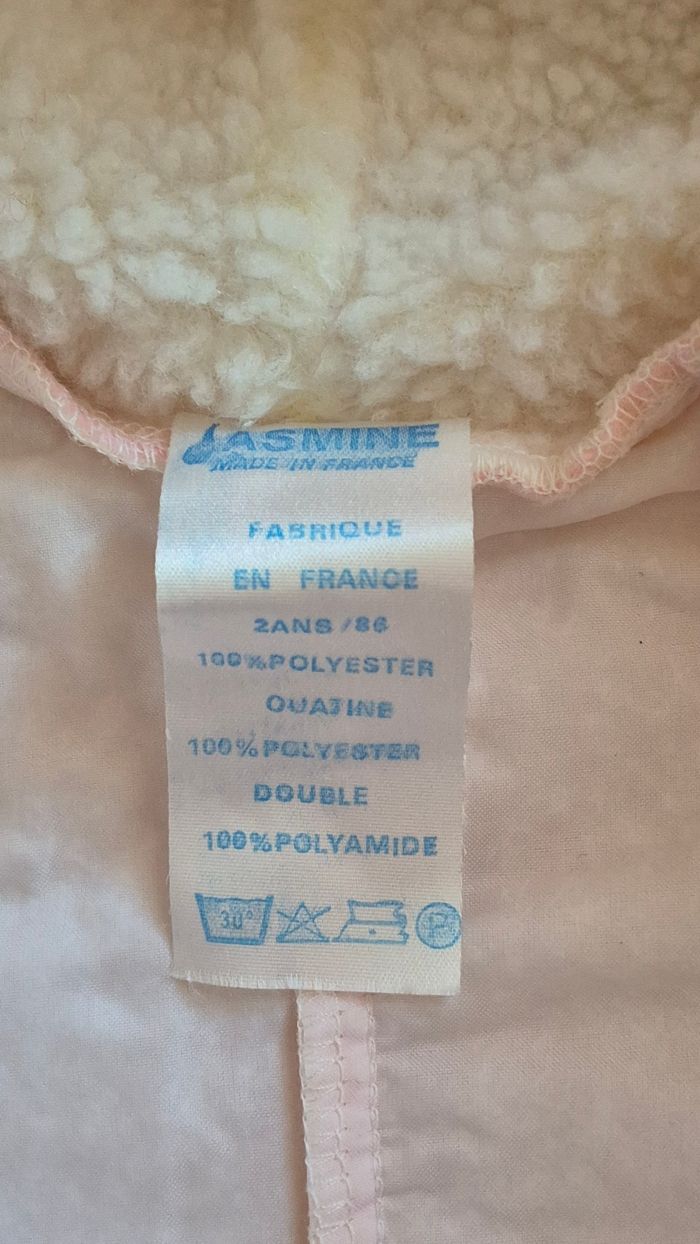 JASMINE
MADE IN FRANCE
FABRIQUE
EN FRANCE
2ANS/86
100%POLYESTER
OUATINE
100%POLYESTER
DOUBLE
100%POLYAMIDE
30° P